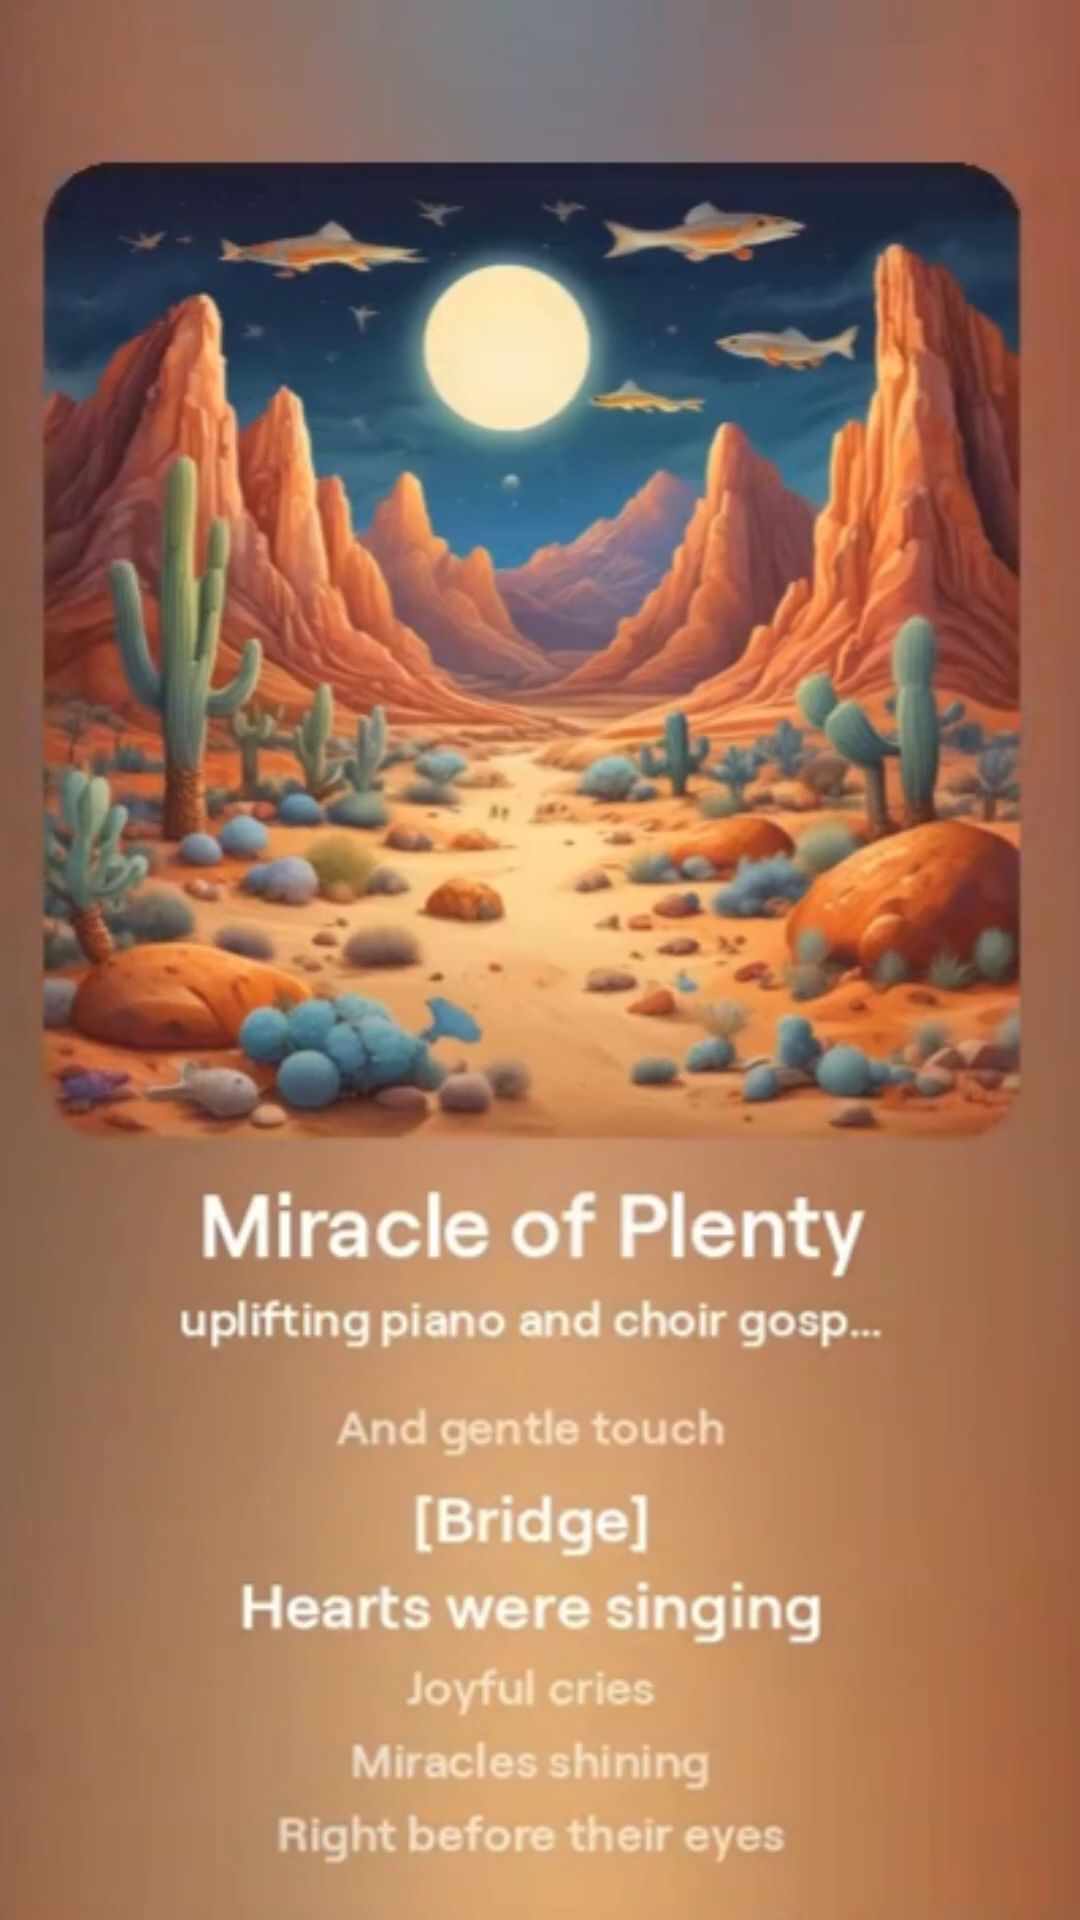 Miracle of Plenty
uplifting piano and choir gosp...
And gentle touch
[Bridge]
Hearts were singing
Joyful cries
Miracles shining
Right before their eyes